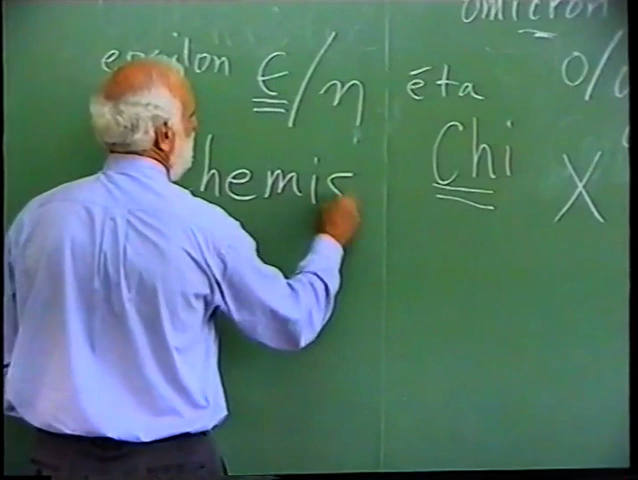 omicron
epsilon ϵ/η éta o/
hemis Chi X